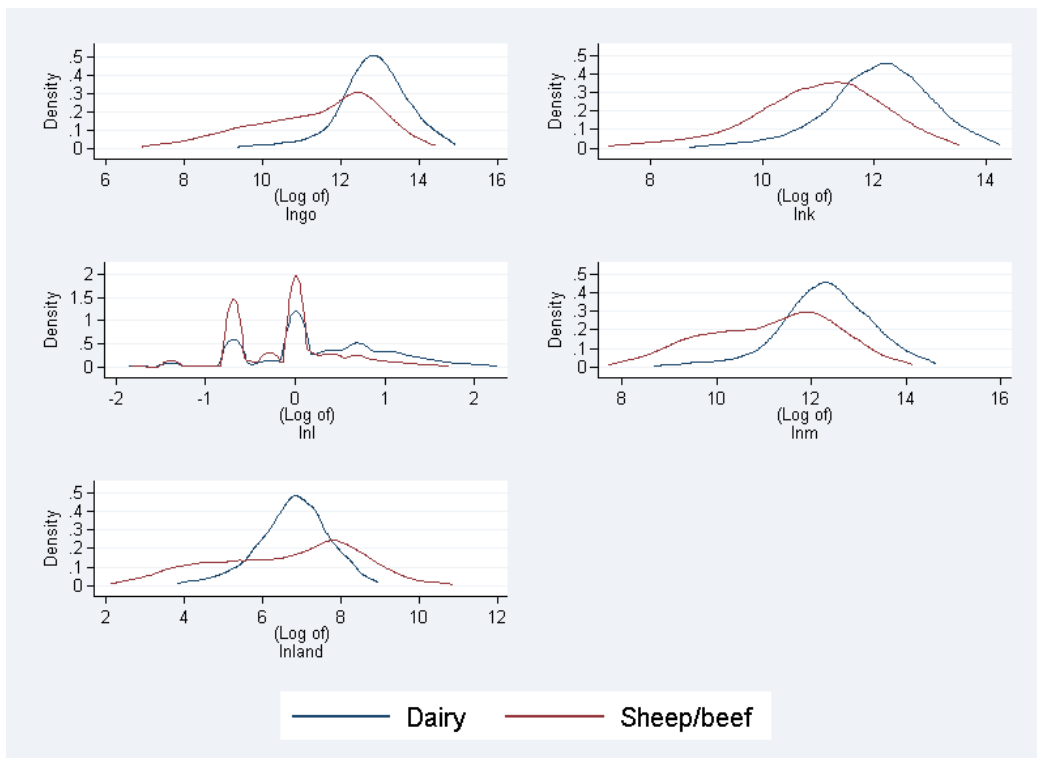 Density
.5
.4
.3
.2
.1
0
6 8 10 12 14 16
(Log of)
lngo
Density
.5
.4
.3
.2
.1
0
8 10 12 14
(Log of)
lnk
Density
2
1.5
1
.5
0
-2 -1 0 1 2
(Log of)
lnl
Density
.5
.4
.3
.2
.1
0
8 10 12 14 16
(Log of)
lnm
Density
.5
.4
.3
.2
.1
0
2 4 6 8 10 12
(Log of)
lnland
Dairy Sheep/beef